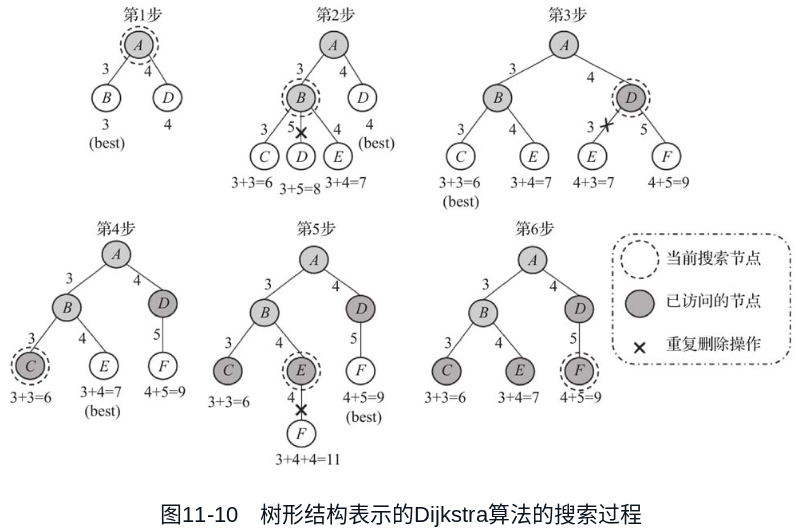 第1步
A
3
4
B
D
3
4
(best)
第2步
A
3
4
B
D
3
5
4
4
(best)
C
D
E
3+3=6
3+5=8
3+4=7
第3步
A
3
4
B
D
3
4
3
5
C
E
E
F
3+3=6
3+4=7
4+3=7
4+5=9
(best)
第4步
A
3
4
B
D
3
4
5
C
E
F
3+3=6
3+4=7
4+5=9
(best)
第5步
A
3
4
B
D
3
4
5
C
E
F
3+3=6
4
4+5=9
(best)
F
3+4+4=11
第6步
A
3
4
B
D
3
4
5
C
E
F
3+3=6
3+4=7
4+5=9
当前搜索节点
已访问的节点
重复删除操作
图11-10 树形结构表示的Dijkstra算法的搜索过程